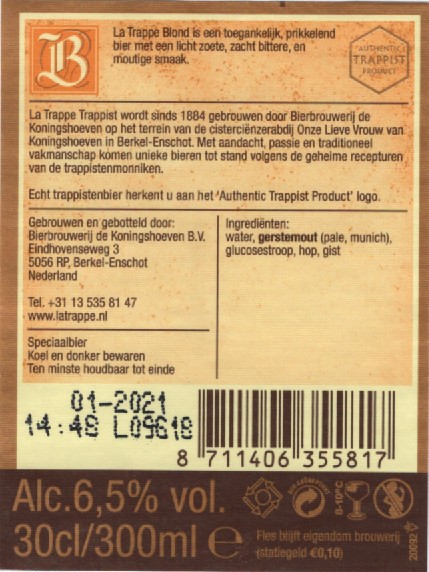 B
La Trappe Blond is een toegankelijk, prikkelend
bier met een licht zoete, zacht bittere, en
moutige smaak.
AUTHENTIC
TRAPPIST
PRODUCT
La Trappe Trappist wordt sinds 1884 gebrouwen door Bierbrouwerij de
Koningshoeven op het terrein van de cisterciënzerabdij Onze Lieve Vrouw van
Koningshoeven in Berkel-Enschot. Met aandacht, passie en traditioneel
vakmanschap komen unieke bieren tot stand volgens de geheime recepturen
van de trappistenmonniken.
Echt trappistenbier herkent u aan het 'Authentic Trappist Product' logo.
Gebrouwen en gebotteld door:
Bierbrouwerij de Koningshoeven B.V.
Eindhovenseweg 3
5056 RP, Berkel-Enschot
Nederland
Tel. +31 13 535 81 47
www.latrappe.nl
Ingrediënten:
water, gerstemout (pale, munich),
glucosestroop, hop, gist
Speciaalbier
Koel en donker bewaren
Ten minste houdbaar tot einde
01-2021
14:48 L09618
8 711406 355817
Alc.6,5% vol.
30cl/300ml e
8-10°C
Fles blijft eigendom brouwerij
(statiegeld €0,10)
20092